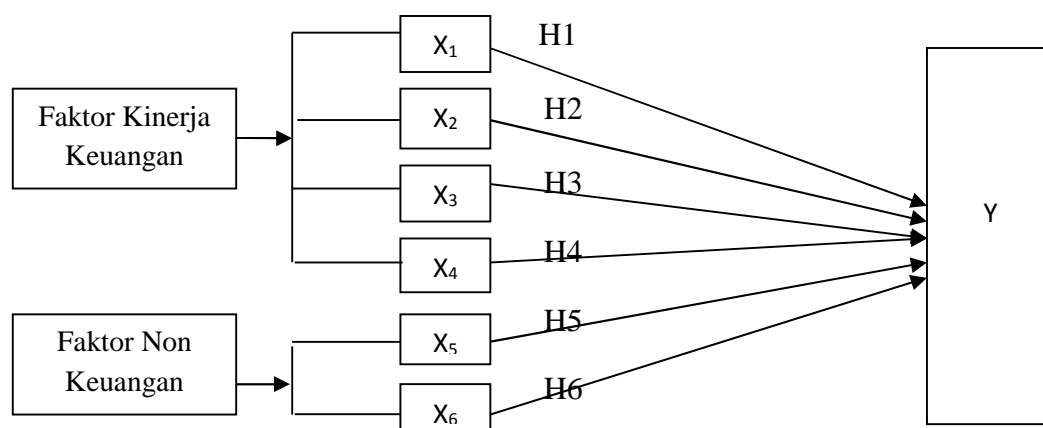 X₁
H1
Faktor Kinerja
Keuangan
X₂
H2
X₃
H3
Y
X₄
H4
Faktor Non
Keuangan
X₅
H5
X₆
H6